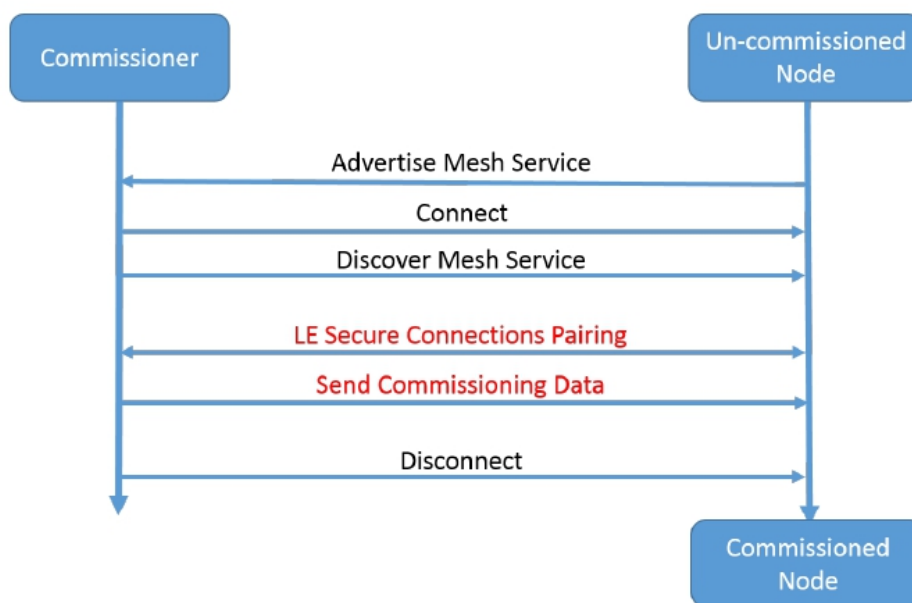 Commissioner
Un-commissioned
Node
Advertise Mesh Service
Connect
Discover Mesh Service
LE Secure Connections Pairing
Send Commissioning Data
Disconnect
Commissioned
Node